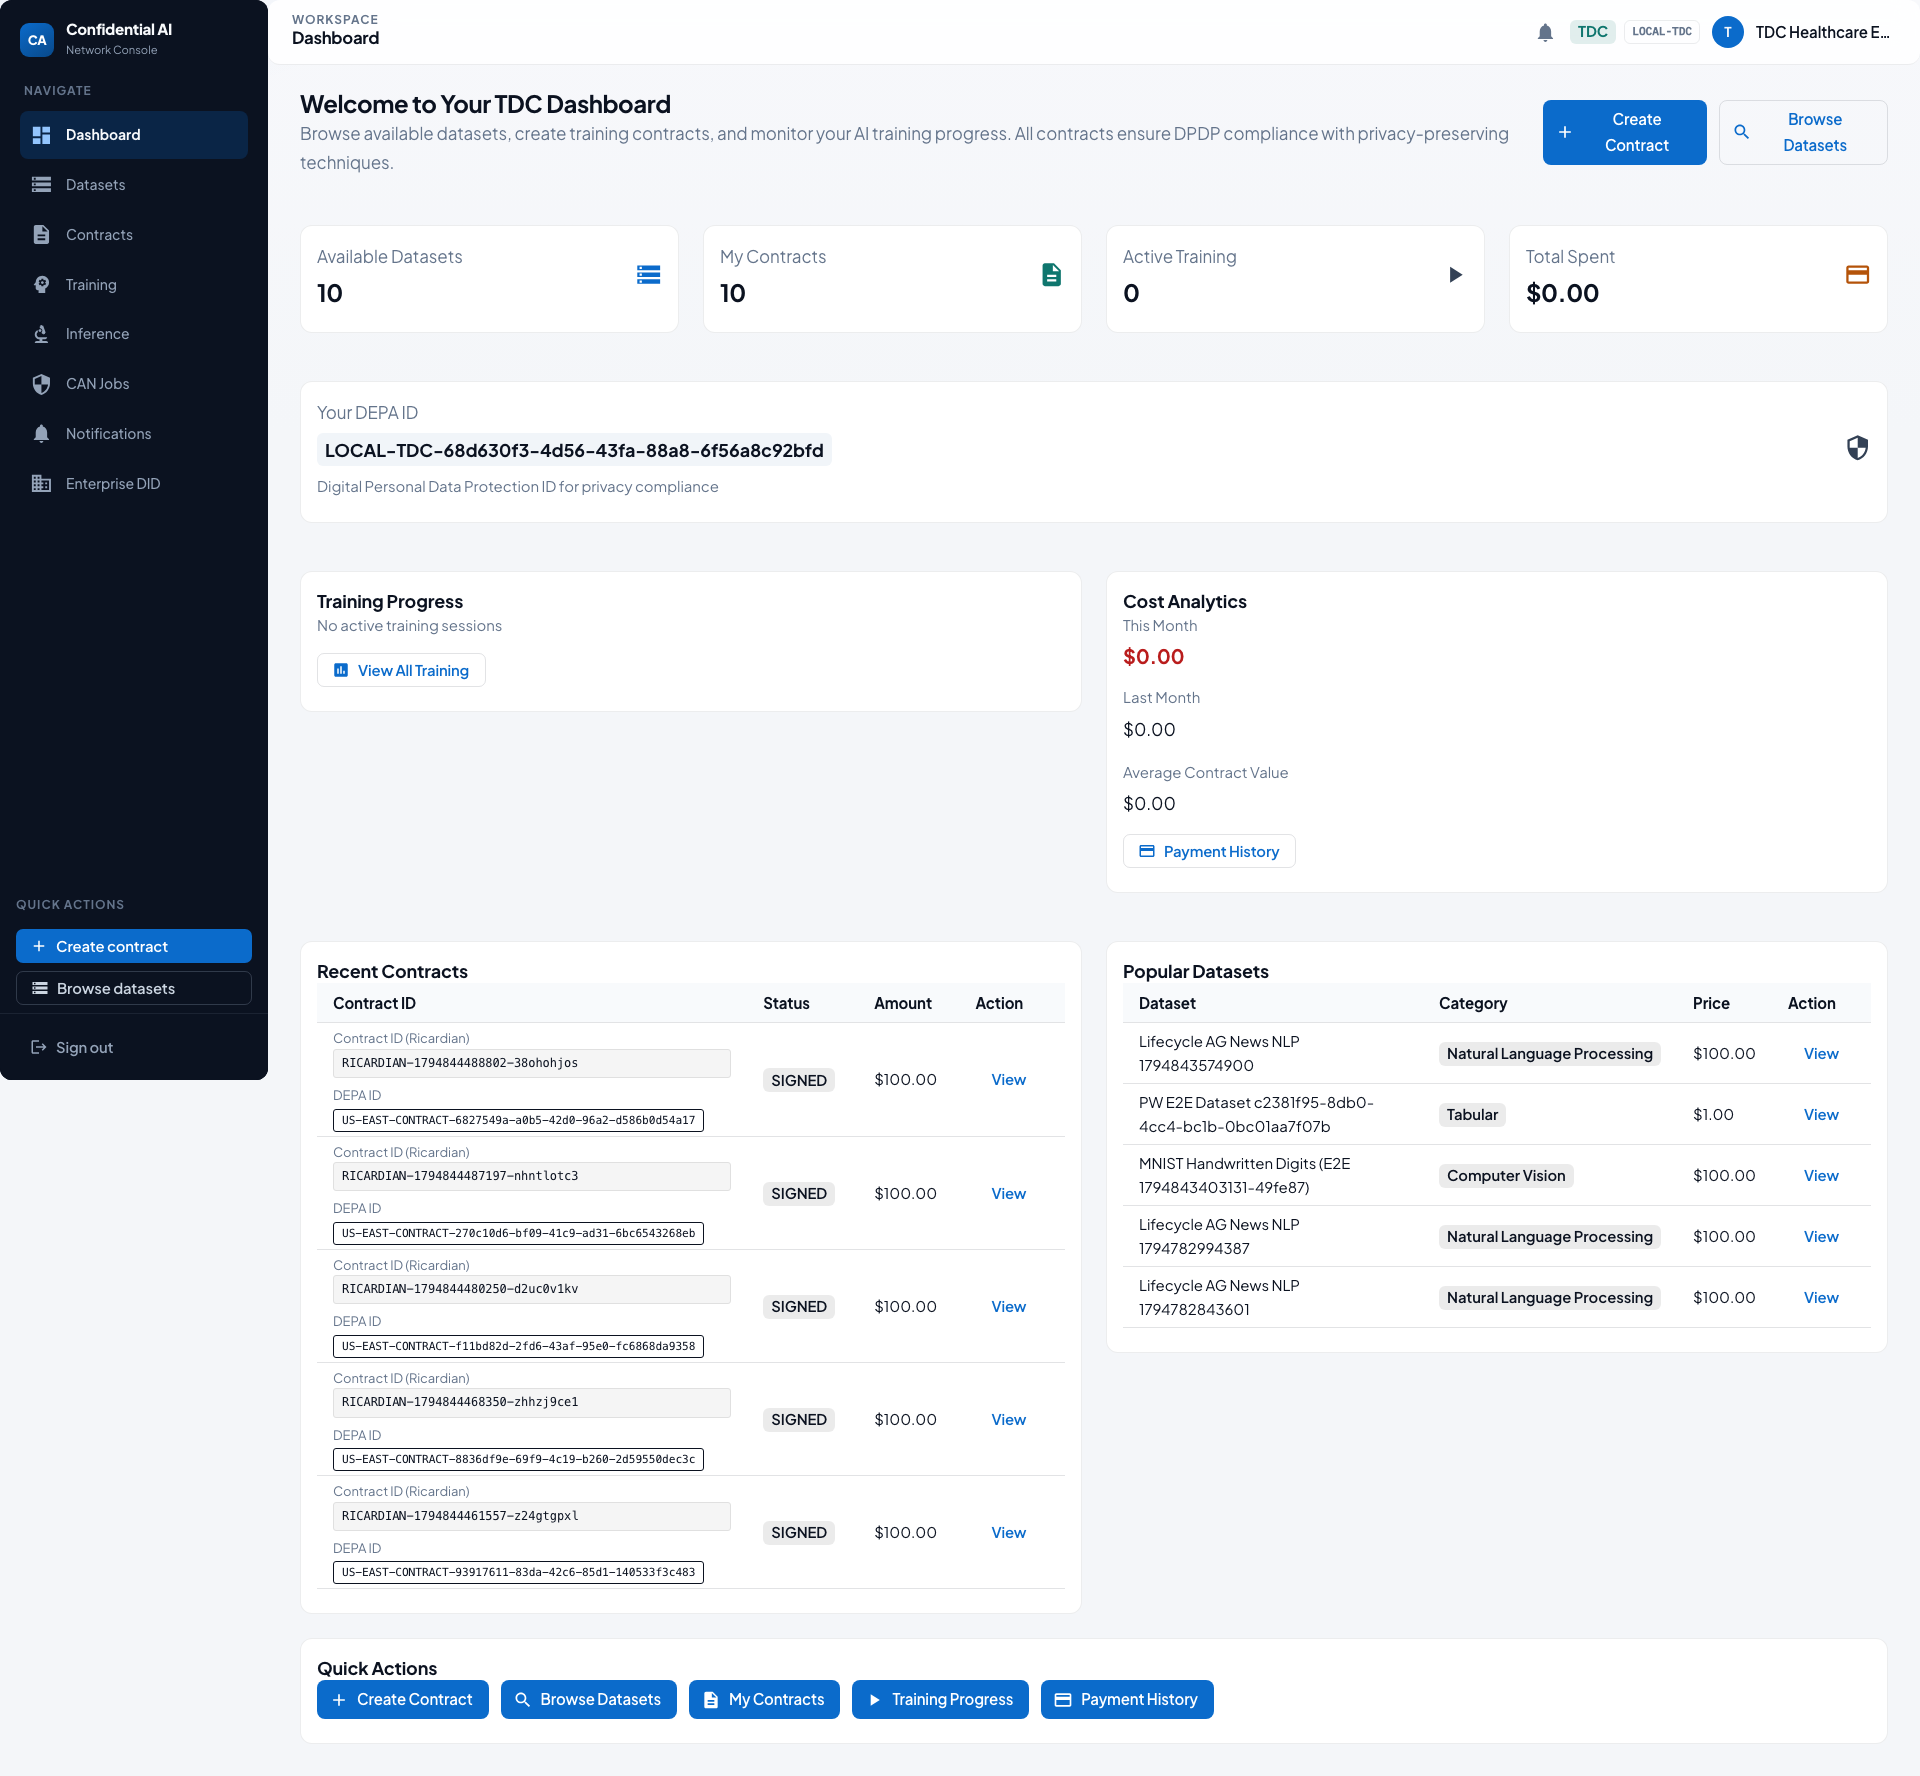 CA
Confidential AI
Network Console
NAVIGATE
Dashboard
Datasets
Contracts
Training
Inference
CAN Jobs
Notifications
Enterprise DID
QUICK ACTIONS
Create contract
Browse datasets
Sign out
WORKSPACE
Dashboard
TDC
LOCAL-TDC
T
TDC Healthcare E...
Welcome to Your TDC Dashboard
Browse available datasets, create training contracts, and monitor your AI training progress. All contracts ensure DPDP compliance with privacy-preserving
techniques.
Create
Contract
Browse
Datasets
Available Datasets
10
My Contracts
10
Active Training
0
Total Spent
$0.00
Your DEPA ID
LOCAL-TDC-68d630f3-4d56-43fa-88a8-6f56a8c92bfd
Digital Personal Data Protection ID for privacy compliance
Training Progress
No active training sessions
View All Training
Cost Analytics
This Month
$0.00
Last Month
$0.00
Average Contract Value
$0.00
Payment History
Recent Contracts
Contract ID Status Amount Action
Contract ID (Ricardian)
RICARDIAN-1794844488802-38ohohjos
DEPA ID
US-EAST-CONTRACT-6827549a-a0b5-42d0-96a2-d586b0d54a17
SIGNED $100.00 View
Contract ID (Ricardian)
RICARDIAN-1794844487197-nhntlotc3
DEPA ID
US-EAST-CONTRACT-270c10d6-bf09-41c9-ad31-6bc6543268eb
SIGNED $100.00 View
Contract ID (Ricardian)
RICARDIAN-1794844480250-d2uc0v1kv
DEPA ID
US-EAST-CONTRACT-f11bd82d-2fd6-43af-95e0-fc6868da9358
SIGNED $100.00 View
Contract ID (Ricardian)
RICARDIAN-1794844468350-zhhzj9ce1
DEPA ID
US-EAST-CONTRACT-8836df9e-69f9-4c19-b260-2d59550dec3c
SIGNED $100.00 View
Contract ID (Ricardian)
RICARDIAN-1794844461557-z24gtgpxl
DEPA ID
US-EAST-CONTRACT-93917611-83da-42c6-85d1-140533f3c483
SIGNED $100.00 View
Popular Datasets
Dataset Category Price Action
Lifecycle AG News NLP
1794843574900
Natural Language Processing $100.00 View
PW E2E Dataset c2381f95-8db0-
4cc4-bc1b-0bc01aa7f07b
Tabular $1.00 View
MNIST Handwritten Digits (E2E
1794843403131-49fe87)
Computer Vision $100.00 View
Lifecycle AG News NLP
1794782994387
Natural Language Processing $100.00 View
Lifecycle AG News NLP
1794782843601
Natural Language Processing $100.00 View
Quick Actions
Create Contract
Browse Datasets
My Contracts
Training Progress
Payment History